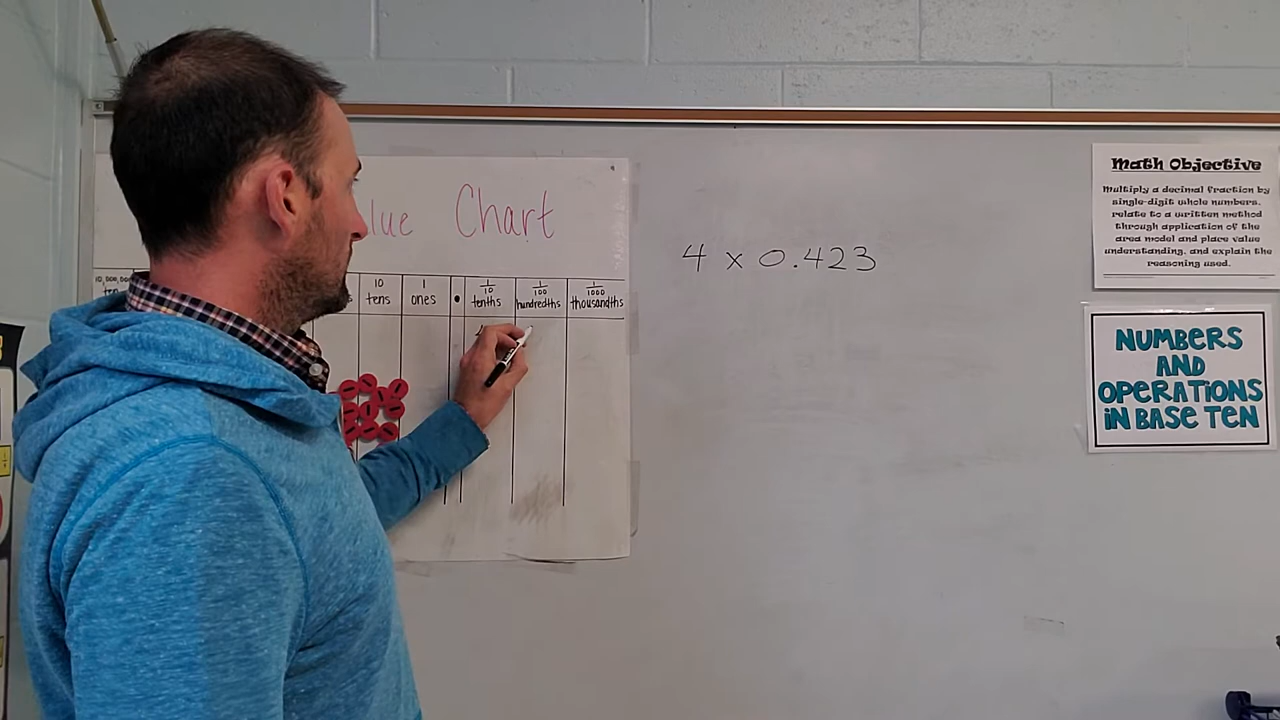 lue Chart
10
tens
1
ones
1/10
tenths
1/100
hundredths
1/1000
thousandths
4 x 0.423
Math Objective
Multiply a decimal fraction by
single-digit whole numbers,
relate to a written method
through application of the
area model and place value
understanding, and explain the
reasoning used.
NUMBERS
AND
OPERATIONS
IN BASE TEN